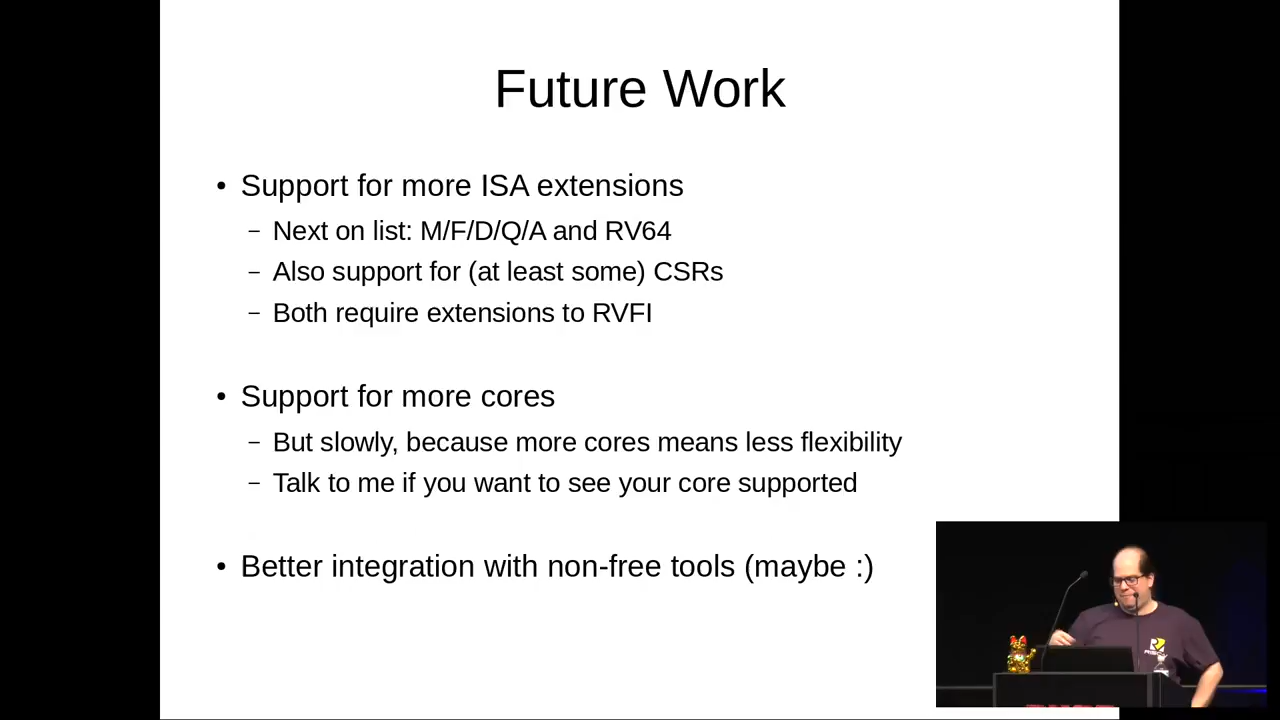 Future Work
• Support for more ISA extensions
– Next on list: M/F/D/Q/A and RV64
– Also support for (at least some) CSRs
– Both require extensions to RVFI
• Support for more cores
– But slowly, because more cores means less flexibility
– Talk to me if you want to see your core supported
• Better integration with non-free tools (maybe :)